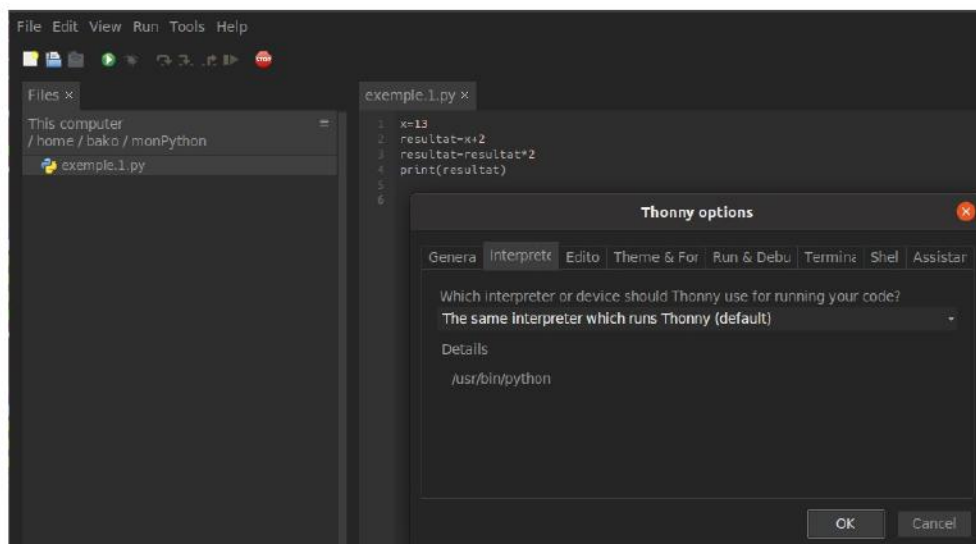 File Edit View Run Tools Help
STOP
Files ×
This computer
/ home / bako / monPython
exemple.1.py
exemple.1.py ×
1 x=13
2 resultat=x+2
3 resultat=resultat*2
4 print(resultat)
5
6
Thonny options
Genera Interprete Edito Theme & For Run & Debu Termina Shel Assistar
Which interpreter or device should Thonny use for running your code?
The same interpreter which runs Thonny (default)
Details
/usr/bin/python
OK Cancel